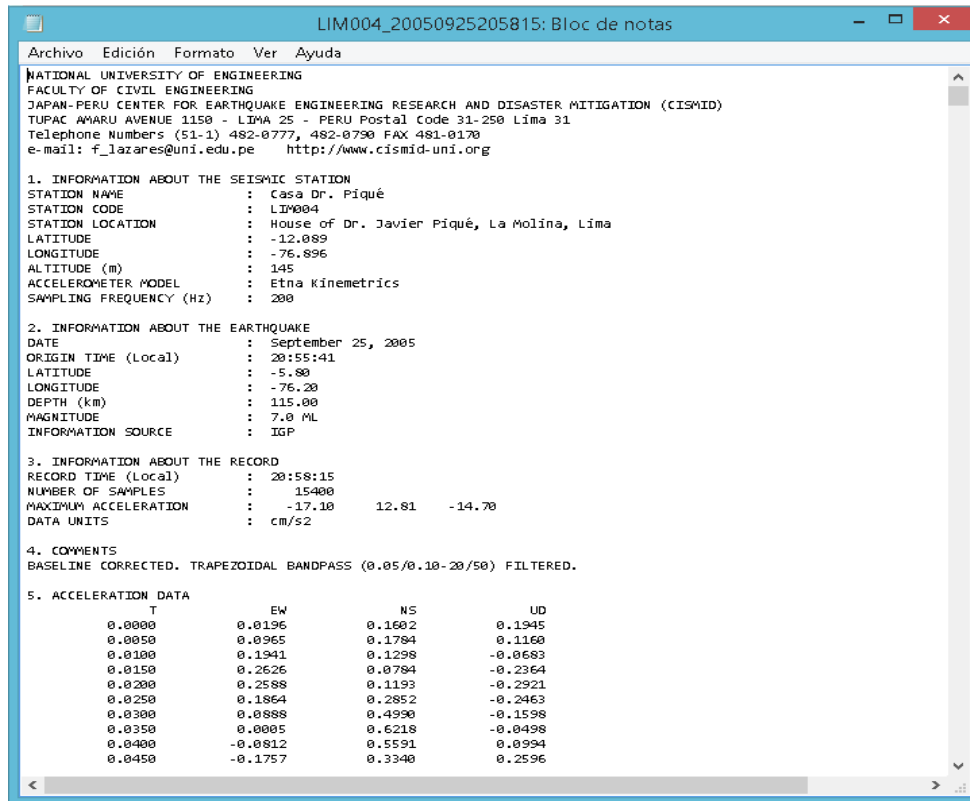 LIM004_20050925205815: Bloc de notas
Archivo Edición Formato Ver Ayuda
NATIONAL UNIVERSITY OF ENGINEERING
FACULTY OF CIVIL ENGINEERING
JAPAN-PERU CENTER FOR EARTHQUAKE ENGINEERING RESEARCH AND DISASTER MITIGATION (CISMID)
TUPAC AMARU AVENUE 1150 - LIMA 25 - PERU Postal Code 31-250 Lima 31
Telephone Numbers (51-1) 482-0777, 482-0790 FAX 481-0170
e-mail: f_lazares@uni.edu.pe http://www.cismid-uni.org
1. INFORMATION ABOUT THE SEISMIC STATION
STATION NAME : Casa Dr. Piqué
STATION CODE : LIM004
STATION LOCATION : House of Dr. Javier Piqué, La Molina, Lima
LATITUDE : -12.089
LONGITUDE : -76.896
ALTITUDE (m) : 145
ACCELEROMETER MODEL : Etna Kinemetrics
SAMPLING FREQUENCY (Hz) : 200
2. INFORMATION ABOUT THE EARTHQUAKE
DATE : September 25, 2005
ORIGIN TIME (Local) : 20:55:41
LATITUDE : -5.80
LONGITUDE : -76.20
DEPTH (km) : 115.00
MAGNITUDE : 7.0 ML
INFORMATION SOURCE : IGP
3. INFORMATION ABOUT THE RECORD
RECORD TIME (Local) : 20:58:15
NUMBER OF SAMPLES : 15400
MAXIMUM ACCELERATION : -17.10 12.81 -14.70
DATA UNITS : cm/s2
4. COMMENTS
BASELINE CORRECTED. TRAPEZOIDAL BANDPASS (0.05/0.10-20/50) FILTERED.
5. ACCELERATION DATA
T EW NS UD
0.0000 0.0196 0.1602 0.1945
0.0050 0.0965 0.1784 0.1160
0.0100 0.1941 0.1298 -0.0683
0.0150 0.2626 0.0784 -0.2364
0.0200 0.2588 0.1193 -0.2921
0.0250 0.1864 0.2852 -0.2463
0.0300 0.0888 0.4990 -0.1598
0.0350 0.0005 0.6218 -0.0498
0.0400 -0.0812 0.5591 0.0994
0.0450 -0.1757 0.3340 0.2596